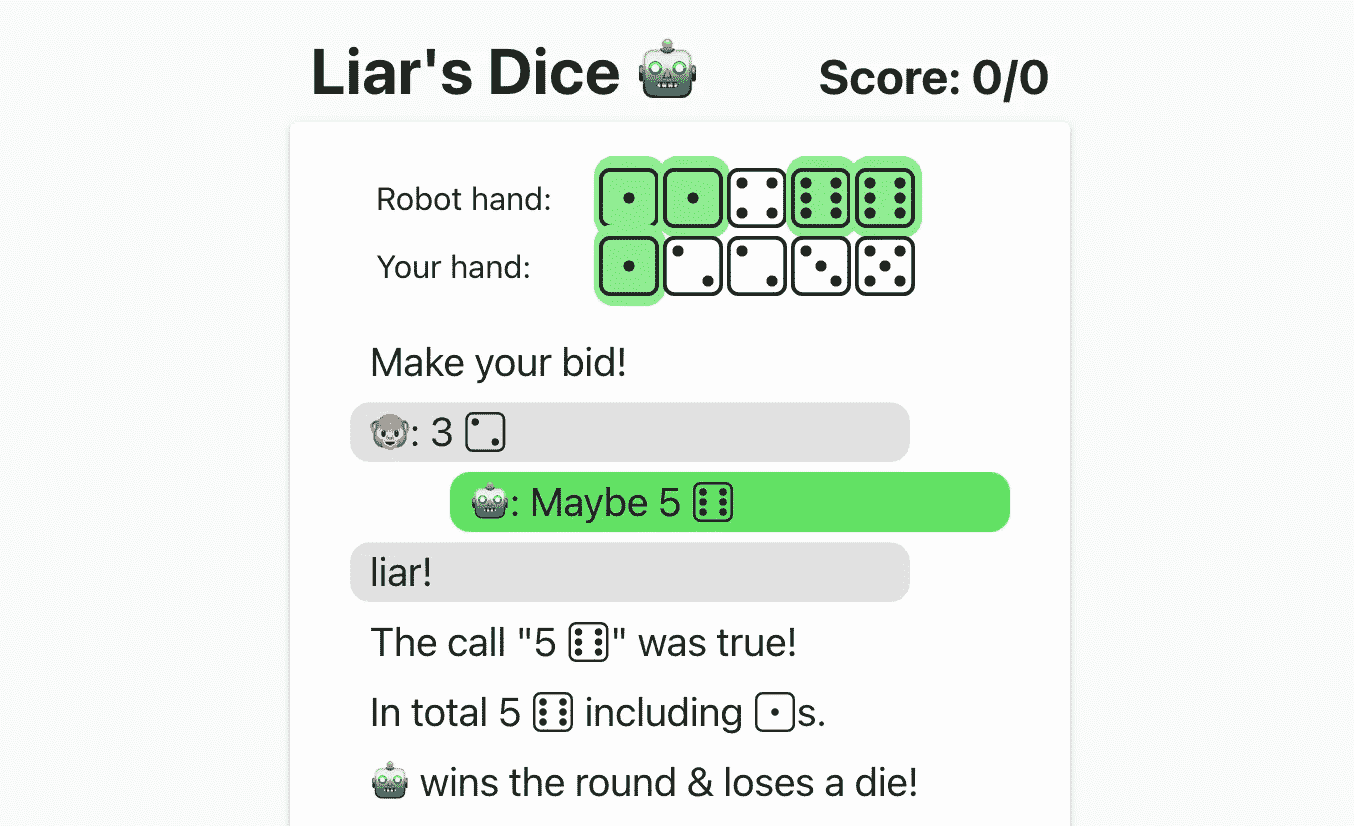 Liar's Dice 🤖 Score: 0/0
Robot hand: ⚀⚀⚃⚅⚅
Your hand: ⚀⚁⚁⚂⚄
Make your bid!
🐵: 3 ⚁
🤖: Maybe 5 ⚅
liar!
The call "5 ⚅" was true!
In total 5 ⚅ including ⚀s.
🤖 wins the round & loses a die!